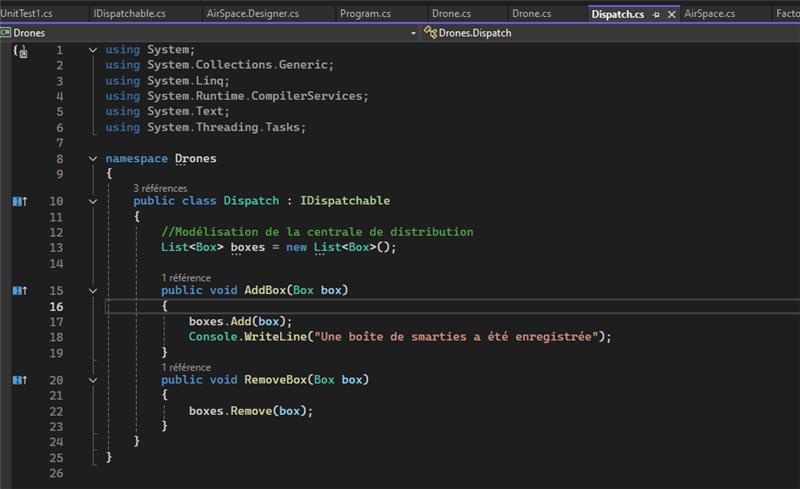 UnitTest1.cs IDispatchable.cs AirSpace.Designer.cs Program.cs Drone.cs Drone.cs Dispatch.cs AirSpace.cs Facto
Drones Drones.Dispatch
1 using System;
2 using System.Collections.Generic;
3 using System.Linq;
4 using System.Runtime.CompilerServices;
5 using System.Text;
6 using System.Threading.Tasks;
7
8 namespace Drones
9 {
3 références
10 public class Dispatch : IDispatchable
11 {
12 //Modélisation de la centrale de distribution
13 List<Box> boxes = new List<Box>();
14
1 référence
15 public void AddBox(Box box)
16 {
17 boxes.Add(box);
18 Console.WriteLine("Une boîte de smarties a été enregistrée");
19 }
1 référence
20 public void RemoveBox(Box box)
21 {
22 boxes.Remove(box);
23 }
24 }
25 }
26